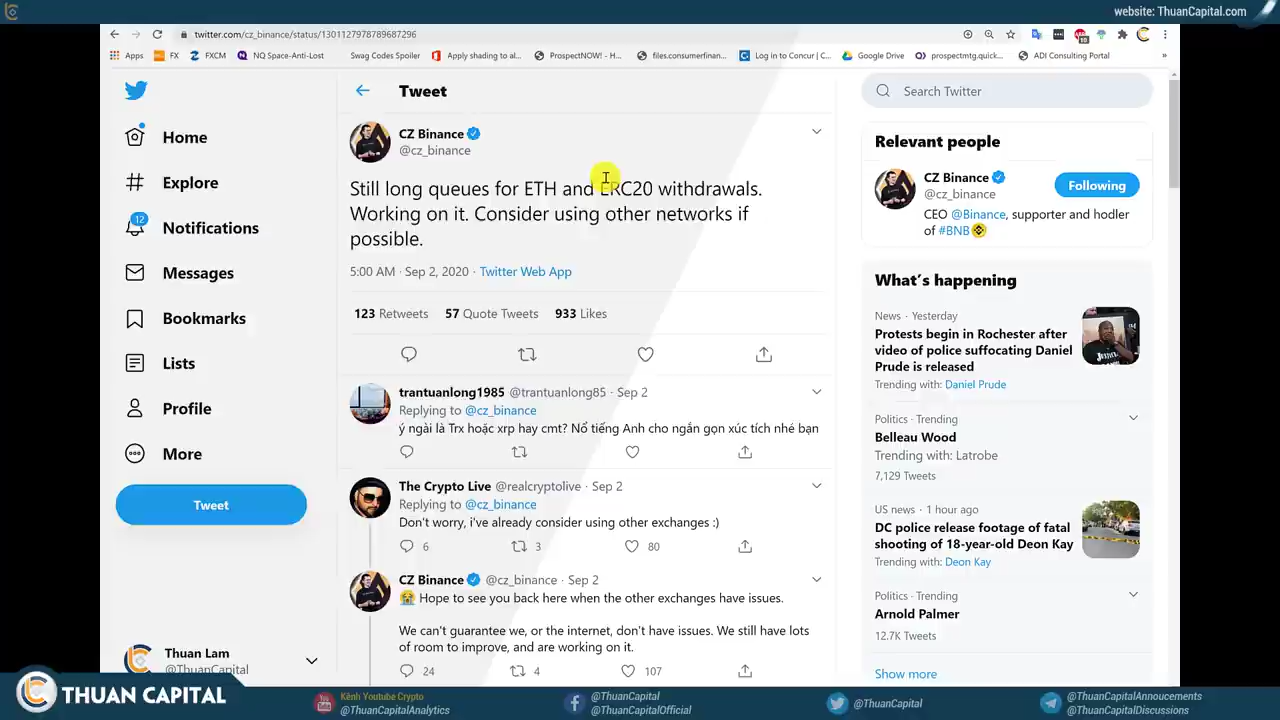 website: ThuanCapital.com
twitter.com/cz_binance/status/1301127978789687296
Apps FX FXCM NQ Space-Anti-Lost Swag Codes Spoiler Apply shading to al... ProspectNOW! - H... files.consumerfinan... Log in to Concur | C... Google Drive prospectmtg.quick... ADI Consulting Portal »
Home
Explore
12
Notifications
Messages
Bookmarks
Lists
Profile
More
Tweet
Thuan Lam
@ThuanCapital
Tweet
CZ Binance
@cz_binance
Still long queues for ETH and ERC20 withdrawals.
Working on it. Consider using other networks if
possible.
5:00 AM · Sep 2, 2020 · Twitter Web App
123 Retweets 57 Quote Tweets 933 Likes
trantuanlong1985 @trantuanlong85 · Sep 2
Replying to @cz_binance
ý ngài là Trx hoặc xrp hay cmt? Nổ tiếng Anh cho ngắn gọn xúc tích nhé bạn
The Crypto Live @realcryptolive · Sep 2
Replying to @cz_binance
Don't worry, i've already consider using other exchanges :)
6 3 80
CZ Binance @cz_binance · Sep 2
😭 Hope to see you back here when the other exchanges have issues.
We can't guarantee we, or the internet, don't have issues. We still have lots
of room to improve, and are working on it.
24 4 107
Search Twitter
Relevant people
CZ Binance
@cz_binance
Following
CEO @Binance, supporter and hodler
of #BNB
What's happening
News · Yesterday
Protests begin in Rochester after
video of police suffocating Daniel
Prude is released
Trending with: Daniel Prude
Politics · Trending
Belleau Wood
Trending with: Latrobe
7,129 Tweets
US news · 1 hour ago
DC police release footage of fatal
shooting of 18-year-old Deon Kay
Trending with: Deon Kay
Politics · Trending
Arnold Palmer
12.7K Tweets
Show more
THUAN CAPITAL
Kênh Youtube Crypto
@ThuanCapitalAnalytics
@ThuanCapital
@ThuanCapitalOfficial
@ThuanCapital
@ThuanCapitalAnnoucements
@ThuanCapitalDiscussions